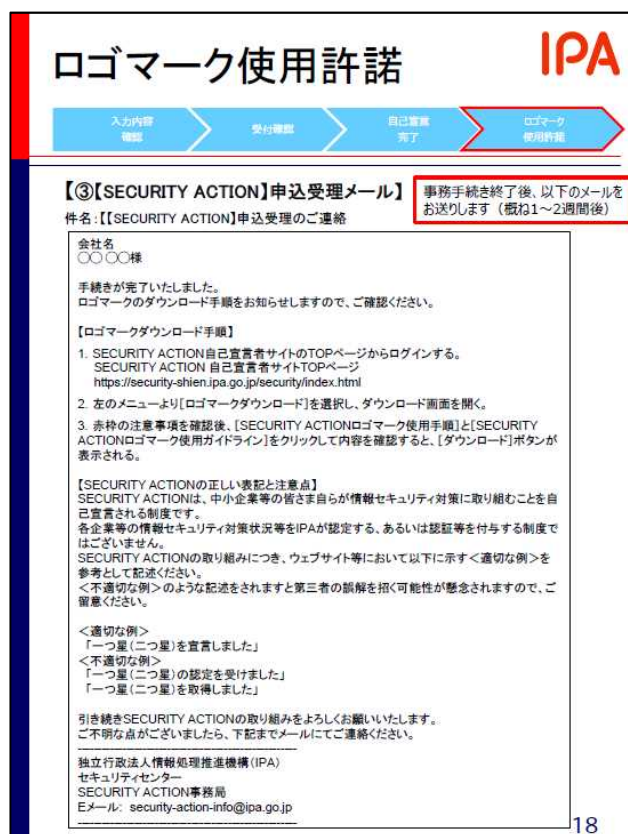 ロゴマーク使用許諾
IPA
入力内容
確認
受付確認
自己宣言
完了
ロゴマーク
使用許諾
【③【SECURITY ACTION】申込受理メール】
事務手続き終了後、以下のメールを
お送りします（概ね1～2週間後）
件名：【【SECURITY ACTION】申込受理のご連絡
会社名
○○ ○○様
手続きが完了いたしました。
ロゴマークのダウンロード手順をお知らせしますので、ご確認ください。
【ロゴマークダウンロード手順】
1. SECURITY ACTION自己宣言者サイトのTOPページからログインする。
SECURITY ACTION 自己宣言者サイトTOPページ
https://security-shien.ipa.go.jp/security/index.html
2. 左のメニューより[ロゴマークダウンロード]を選択し、ダウンロード画面を開く。
3. 赤枠の注意事項を確認後、[SECURITY ACTIONロゴマーク使用手順]と[SECURITY
ACTIONロゴマーク使用ガイドライン]をクリックして内容を確認すると、[ダウンロード]ボタンが
表示される。
【SECURITY ACTIONの正しい表記と注意点】
SECURITY ACTIONは、中小企業等の皆さま自らが情報セキュリティ対策に取り組むことを自
己宣言される制度です。
各企業等の情報セキュリティ対策状況等をIPAが認定する、あるいは認証等を付与する制度で
はございません。
SECURITY ACTIONの取り組みにつき、ウェブサイト等において以下に示す＜適切な例＞を
参考として記述ください。
＜不適切な例＞のような記述をされますと第三者の誤解を招く可能性が懸念されますので、ご
留意ください。
＜適切な例＞
「一つ星（二つ星）を宣言しました」
＜不適切な例＞
「一つ星（二つ星）の認定を受けました」
「一つ星（二つ星）を取得しました」
引き続きSECURITY ACTIONの取り組みをよろしくお願いいたします。
ご不明な点がございましたら、下記までメールにてご連絡ください。
独立行政法人情報処理推進機構（IPA）
セキュリティセンター
SECURITY ACTION事務局
Eメール： security-action-info@ipa.go.jp
18